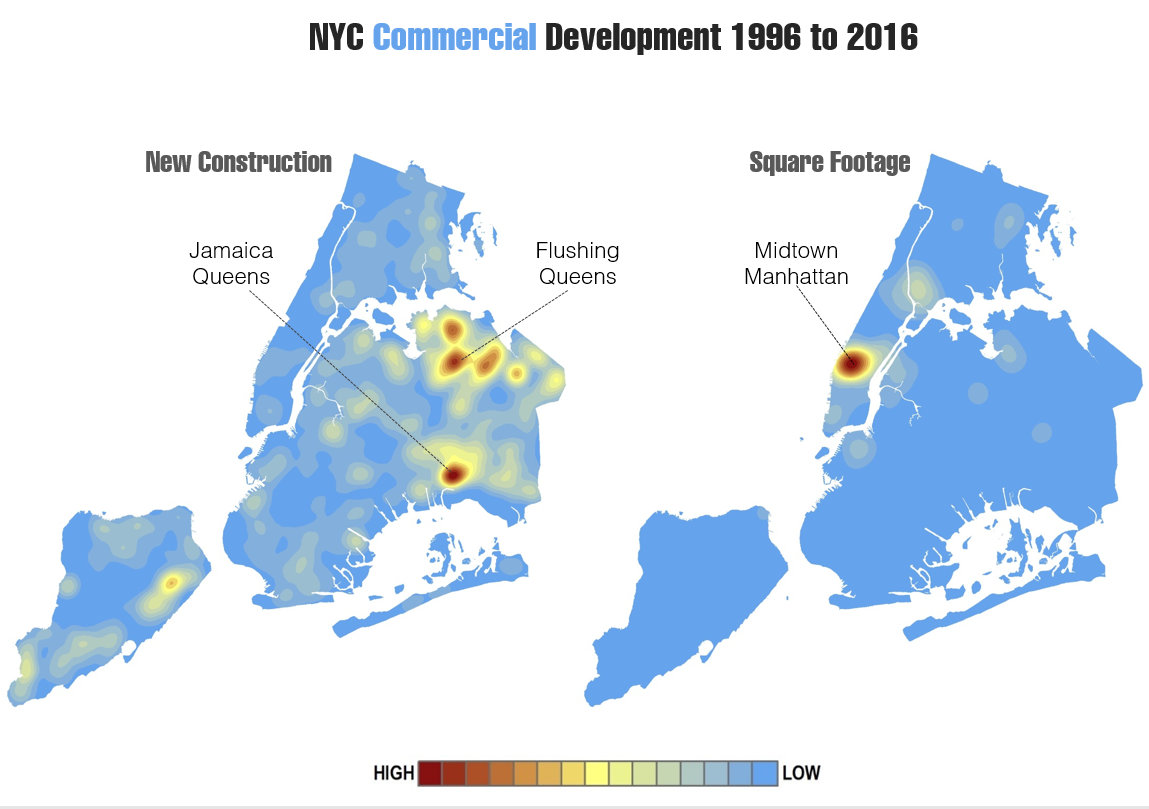 NYC Commercial Development 1996 to 2016
New Construction
Square Footage
Jamaica
Queens
Flushing
Queens
Midtown
Manhattan
HIGH
LOW